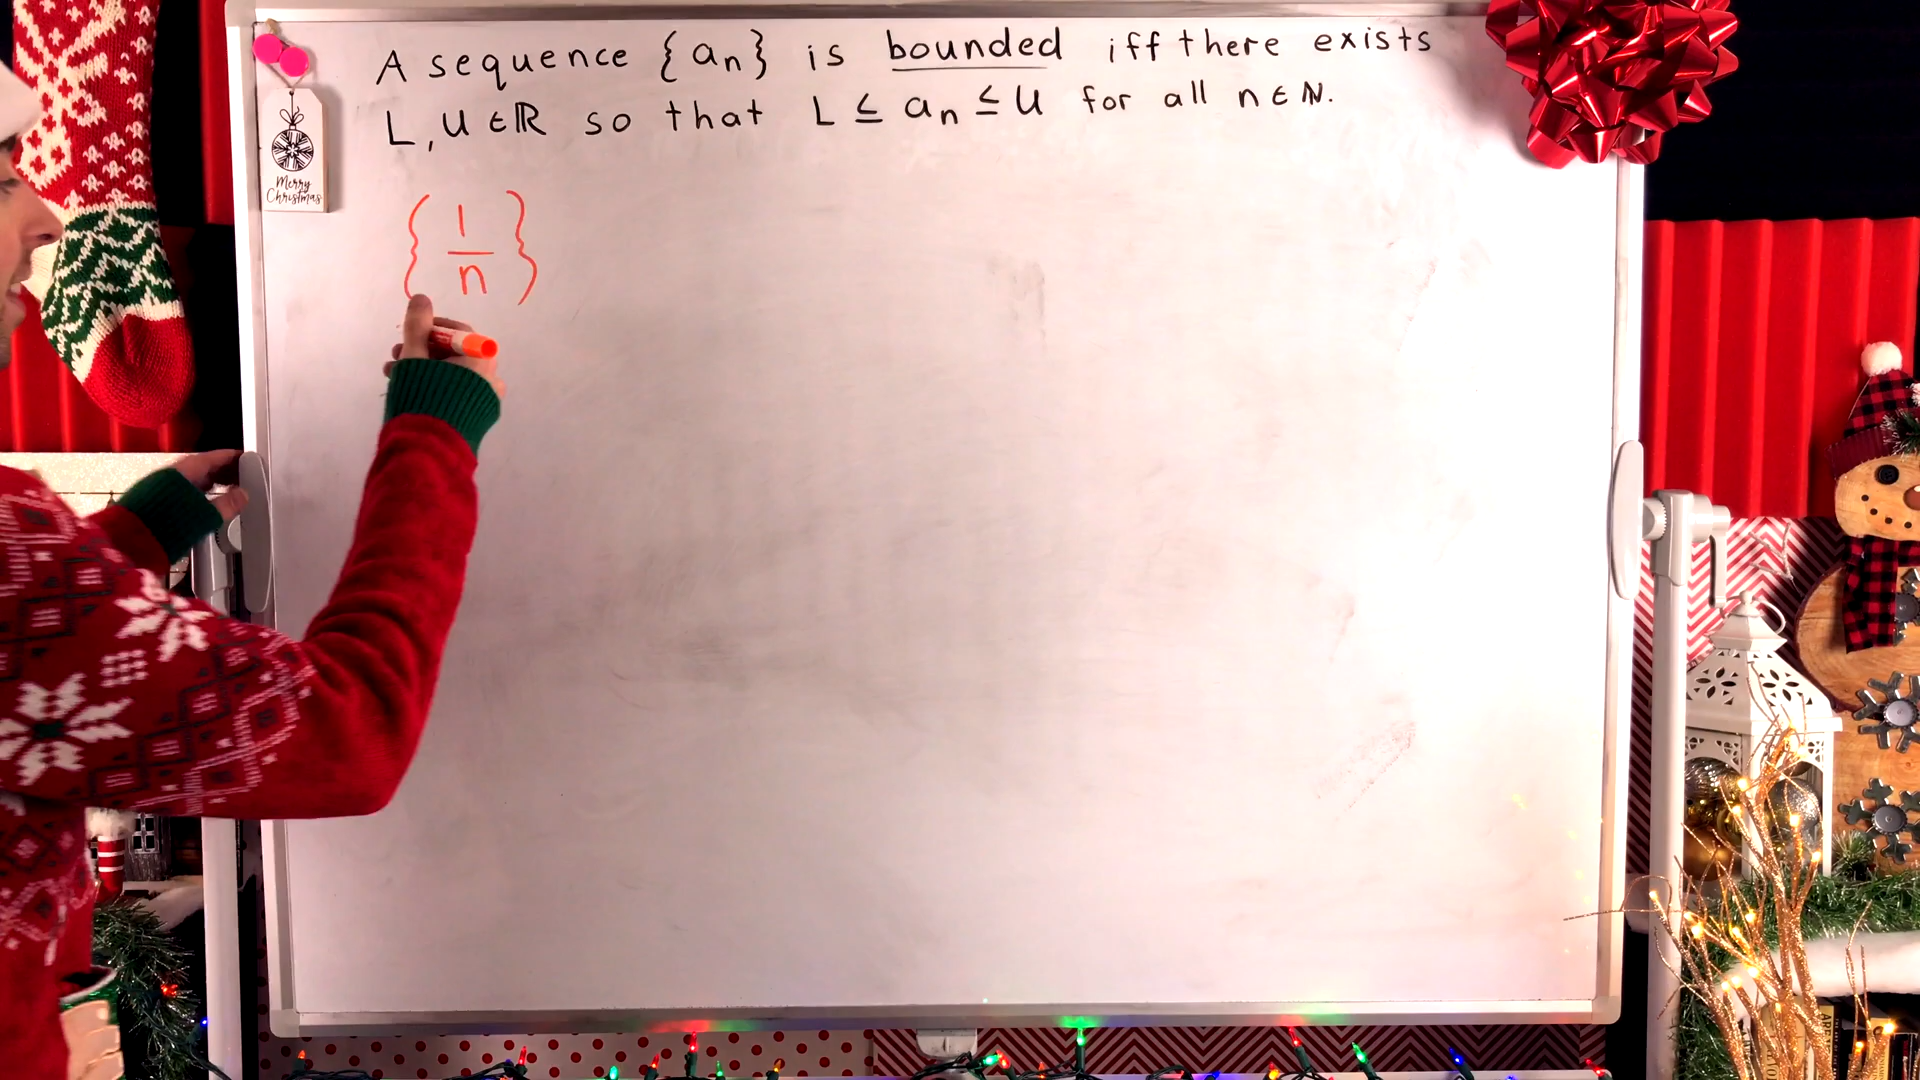 A sequence {aₙ} is bounded iff there exists
L, U ∈ ℝ so that L ≤ aₙ ≤ U for all n ∈ ℕ.
Merry
Christmas
{1/n}